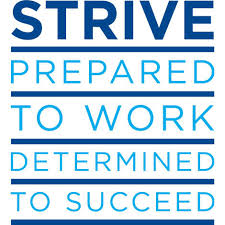 STRIVE
PREPARED
TO WORK
DETERMINED
TO SUCCEED